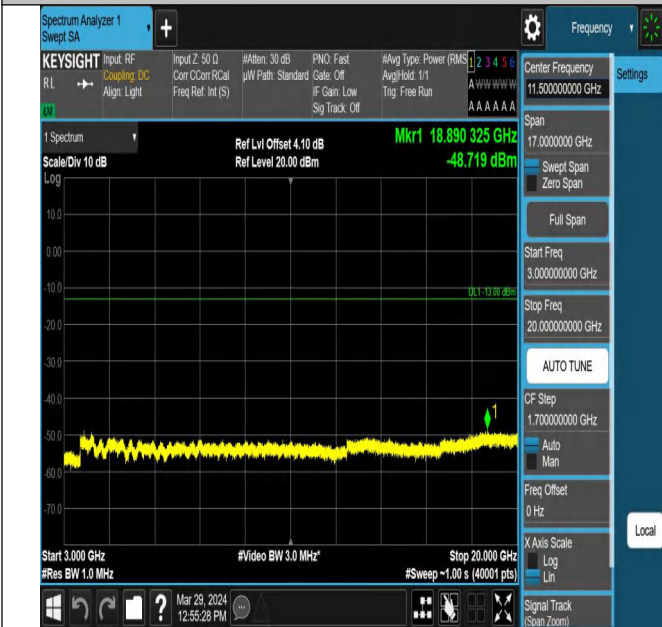 Spectrum Analyzer 1
Swept SA
Frequency
KEYSIGHT
RL
Input: RF
Coupling: DC
Align: Light
Input Z: 50 Ω
Corr CCorr RCal
Freq Ref: Int (S)
#Atten: 30 dB
µW Path: Standard
PNO: Fast
Gate: Off
IF Gain: Low
Sig Track: Off
#Avg Type: Power (RMS
Avg|Hold: 1/1
Trig: Free Run
1 2 3 4 5 6
A W W W W W
A A A A A A
1 Spectrum
Scale/Div 10 dB
Log
Ref Lvl Offset 4.10 dB
Ref Level 20.00 dBm
Mkr1 18.890 325 GHz
-48.719 dBm
10.0
0.00
-10.0
DL1 -13.00 dBm
-20.0
-30.0
-40.0
1
-50.0
-60.0
-70.0
Start 3.000 GHz
#Res BW 1.0 MHz
#Video BW 3.0 MHz*
Stop 20.000 GHz
#Sweep ~1.00 s (40001 pts)
Mar 29, 2024
12:55:28 PM
Center Frequency
11.500000000 GHz
Settings
Span
17.0000000 GHz
Swept Span
Zero Span
Full Span
Start Freq
3.000000000 GHz
Stop Freq
20.000000000 GHz
AUTO TUNE
CF Step
1.700000000 GHz
Auto
Man
Freq Offset
0 Hz
X Axis Scale
Log
Lin
Local
Signal Track
(Span Zoom)